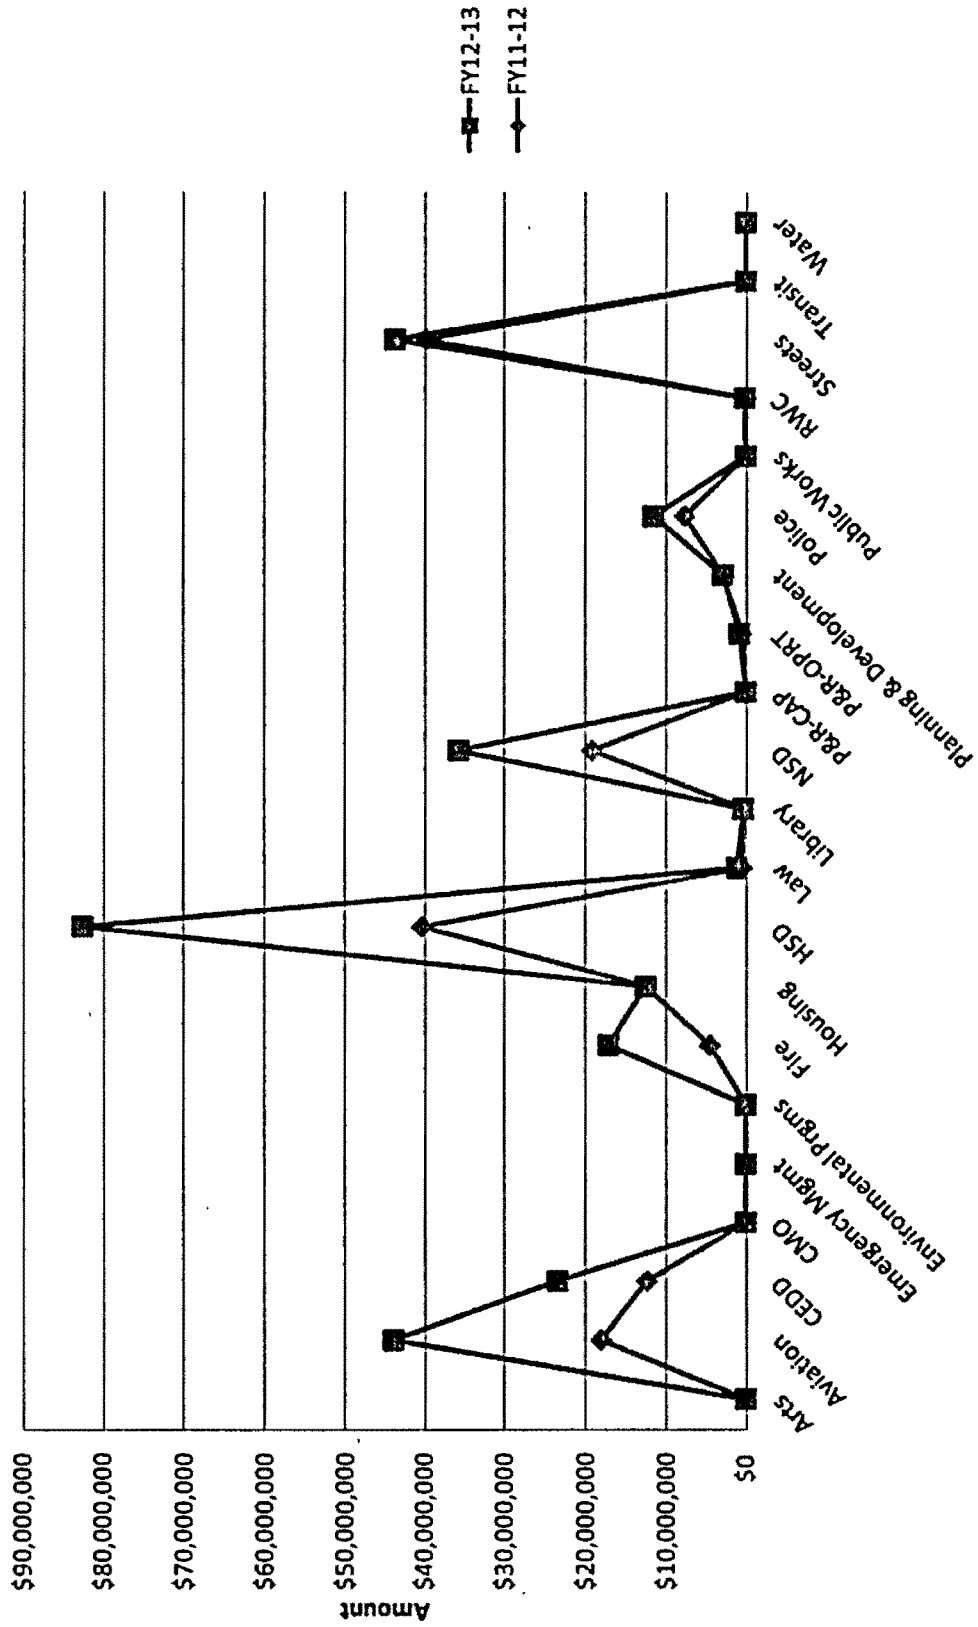 $90,000,000
$80,000,000
$70,000,000
$60,000,000
$50,000,000
$40,000,000
$30,000,000
$20,000,000
$10,000,000
$0
Amount
Arts
Aviation
CEDD
CMO
Emergency Mgmt
Environmental Prgms
Fire
Housing
HSD
Law
Library
NSD
P&R-CAP
P&R-OPRT
Planning & Development
Police
Public Works
RWC
Streets
Transit
Water
FY12-13
FY11-12